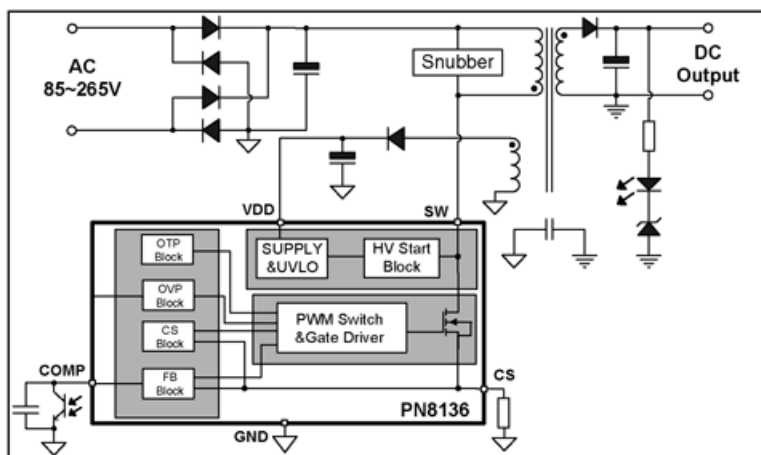 AC
85~265V
Snubber
DC
Output
VDD
SW
OTP
Block
SUPPLY
&UVLO
HV Start
Block
OVP
Block
PWM Switch
&Gate Driver
CS
Block
COMP
FB
Block
CS
PN8136
GND